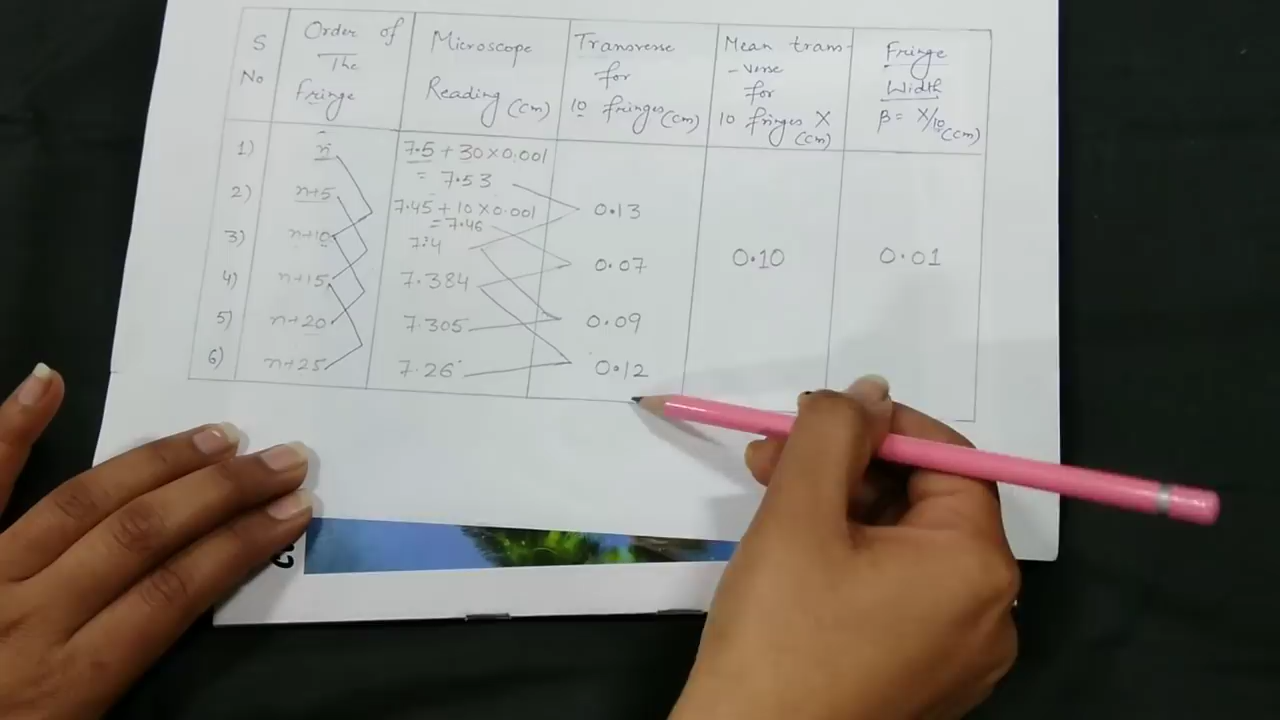 S No
Order of The Fringe
Microscope Reading (cm)
Transverse for 10 fringes (cm)
Mean trans-verse for 10 fringes X (cm)
Fringe Width β = X/10 (cm)
1) n 7.5 + 30 × 0.001
= 7.53
2) n+5 7.45 + 10 × 0.001 0.13
= 7.46
3) n+10 7.4
0.07 0.10 0.01
4) n+15 7.384
5) n+20 7.305 0.09
6) n+25 7.26 0.12